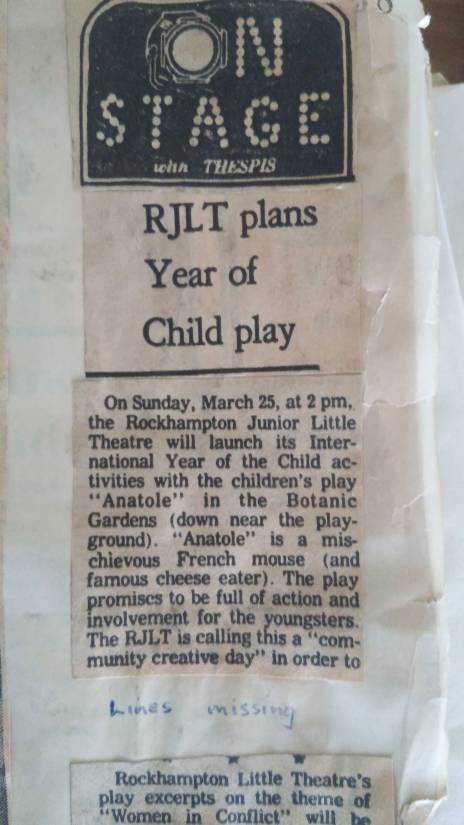 ON
STAGE
with THESPIS
RJLT plans
Year of
Child play
On Sunday, March 25, at 2 pm,
the Rockhampton Junior Little
Theatre will launch its Inter-
national Year of the Child ac-
tivities with the children's play
"Anatole" in the Botanic
Gardens (down near the play-
ground). "Anatole" is a mis-
chievous French mouse (and
famous cheese eater). The play
promises to be full of action and
involvement for the youngsters.
The RJLT is calling this a "com-
munity creative day" in order to
Lines missing
Rockhampton Little Theatre's
play excerpts on the theme of
"Women in Conflict" will be